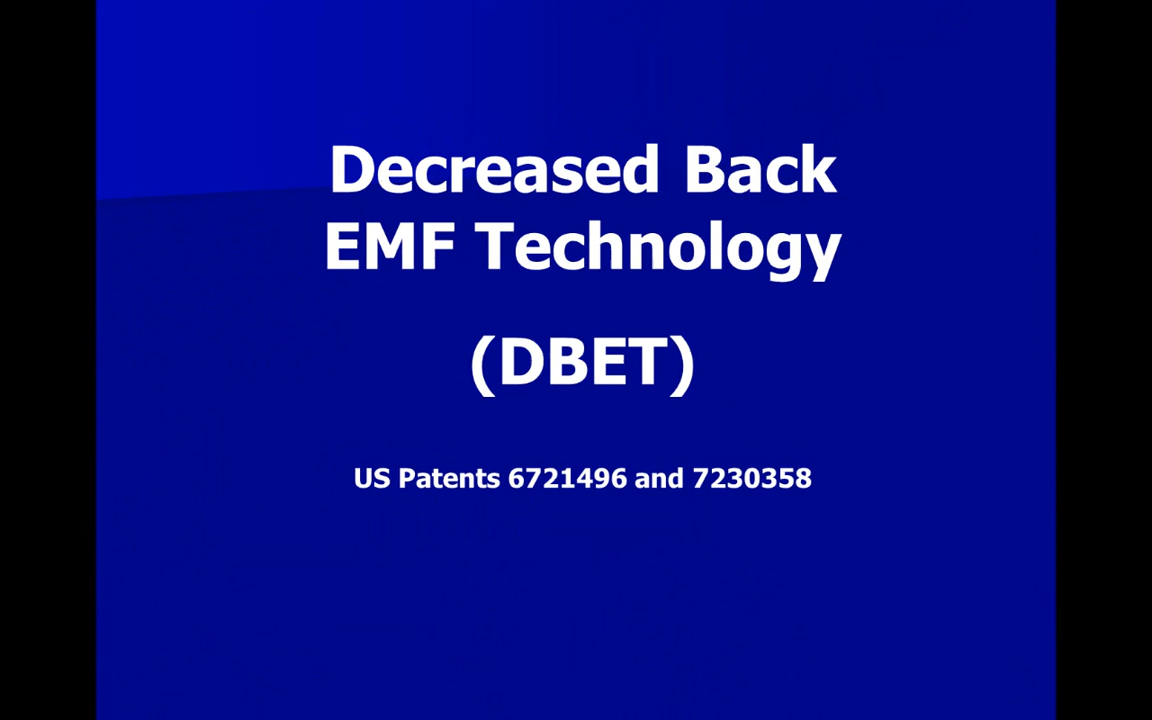 Decreased Back
EMF Technology
(DBET)
US Patents 6721496 and 7230358